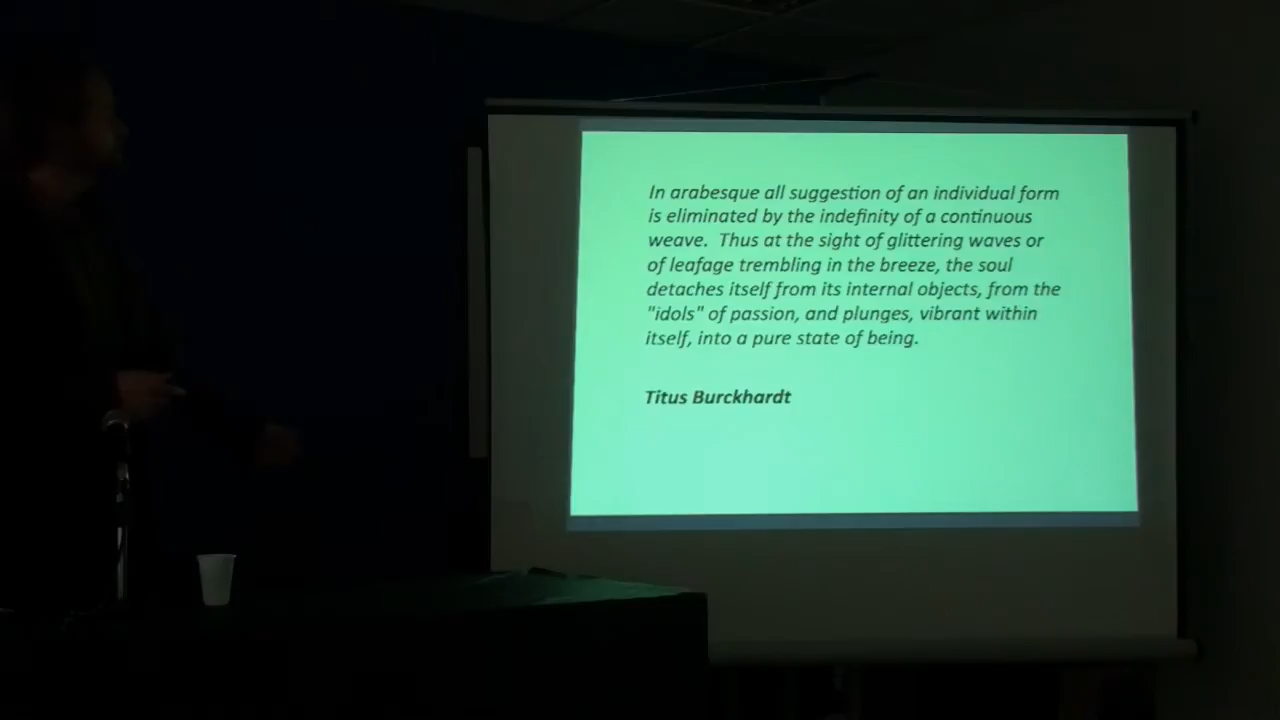 In arabesque all suggestion of an individual form
is eliminated by the indefinity of a continuous
weave. Thus at the sight of glittering waves or
of leafage trembling in the breeze, the soul
detaches itself from its internal objects, from the
"idols" of passion, and plunges, vibrant within
itself, into a pure state of being.
Titus Burckhardt